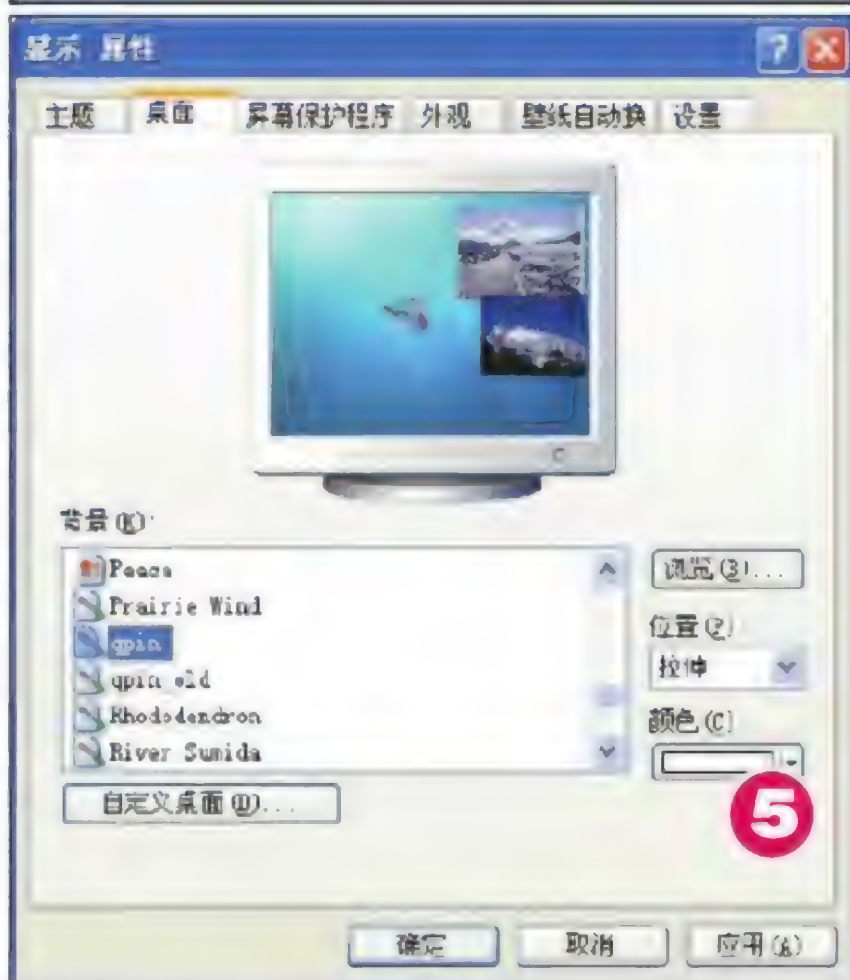 显示 属性
主题 桌面 屏幕保护程序 外观 壁纸自动换 设置
背景(K):
Peace
Prairie Wind
qpin
qpin old
Rhododendron
River Sumida
浏览(B)...
位置(P)
拉伸
颜色(C)
自定义桌面(D)...
5
确定 取消 应用(A)